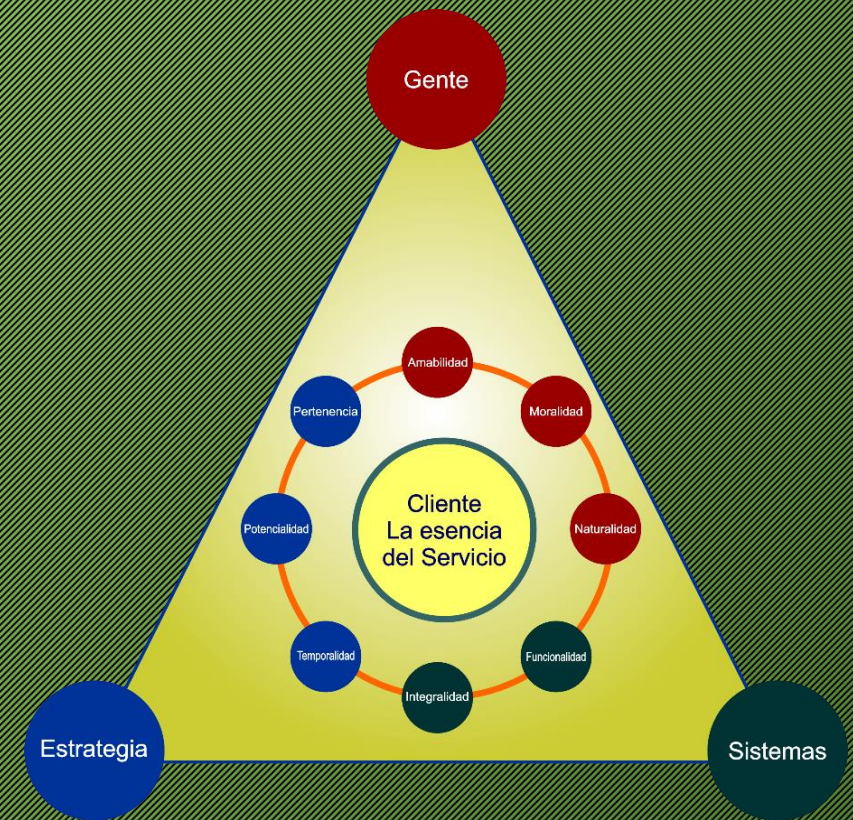 Gente
Amabilidad
Pertenencia
Moralidad
Cliente
La esencia
del Servicio
Potencialidad
Naturalidad
Temporalidad
Funcionalidad
Integralidad
Estrategia
Sistemas